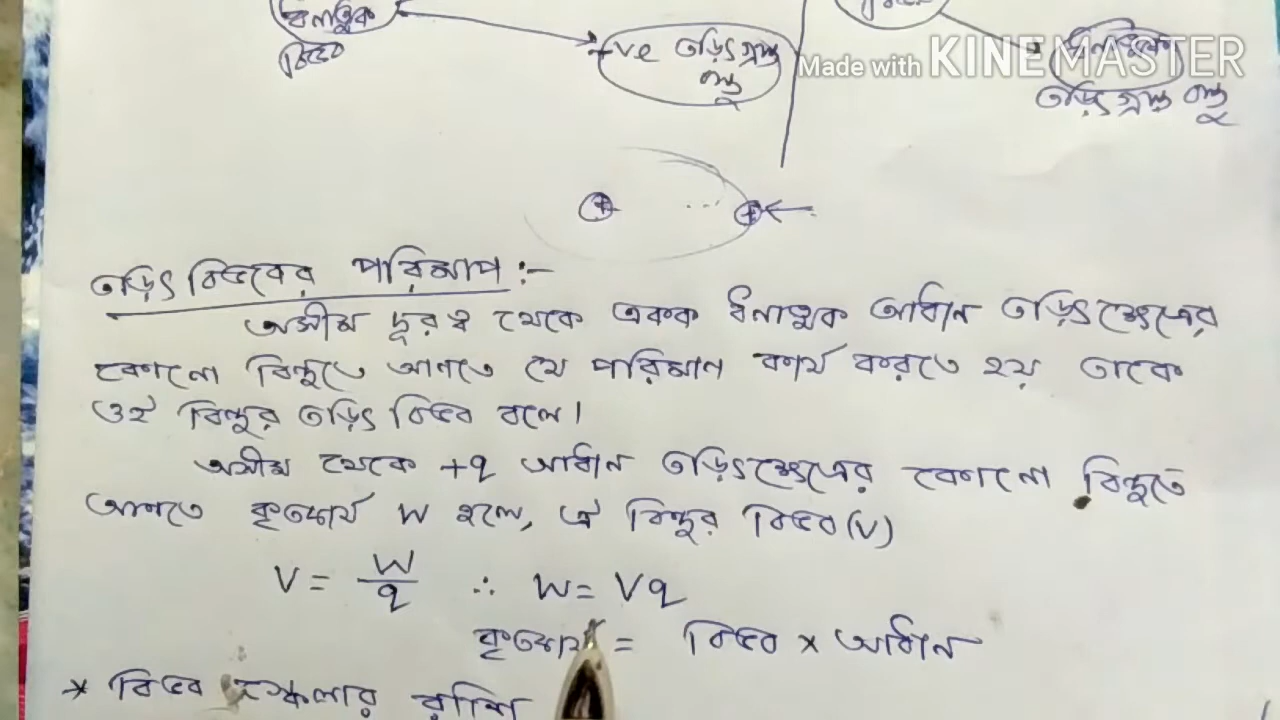 ধনাত্মক
বিভব
+ve তড়িৎগ্রস্ত
বস্তু
Made with KINEMASTER
তড়িৎগ্রস্ত বস্তু
+ ... + ←
তড়িৎ বিভবের পরিমাপ :-
অসীম দূরত্ব থেকে একক ধনাত্মক আধান তড়িৎক্ষেত্রের
কোনো বিন্দুতে আনতে যে পরিমান কার্য করতে হয় তাকে
ওই বিন্দুর তড়িৎ বিভব বলে।
অসীম থেকে +q আধান তড়িৎক্ষেত্রের কোনো বিন্দুতে
আনতে কৃতকার্য W হলে, ঐ বিন্দুর বিভব (V)
V = W/q ∴ W = Vq
কৃতকার্য = বিভব × আধান
* বিভব স্কেলার রাশি